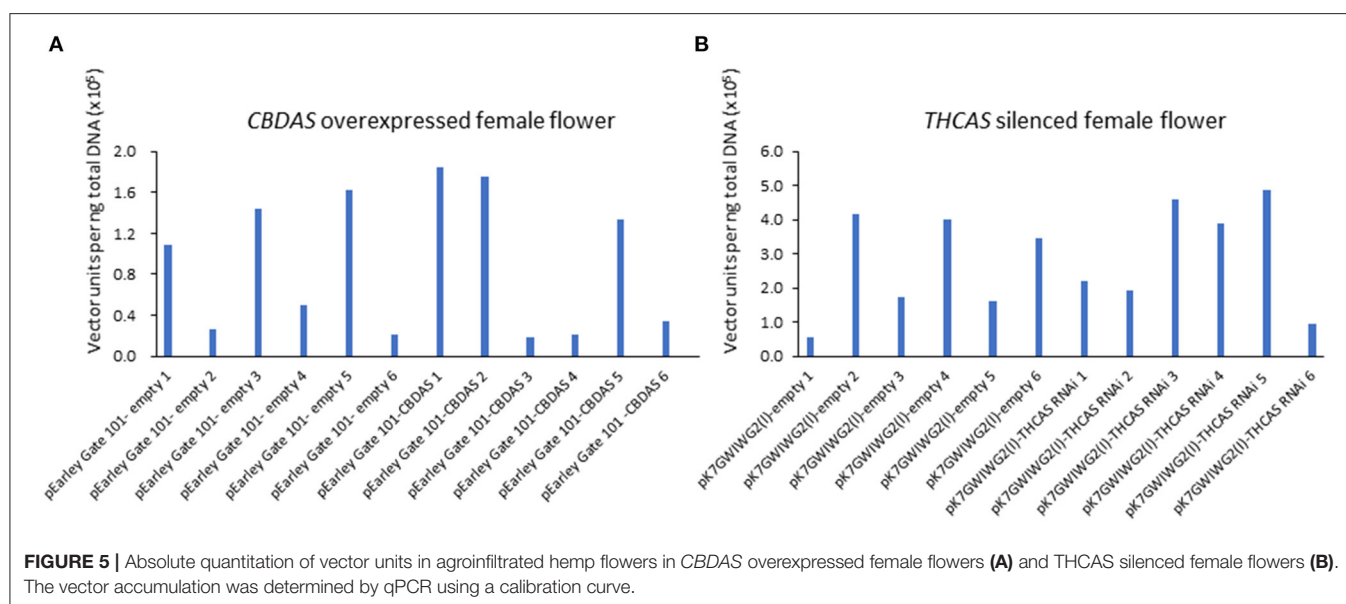 A
CBDAS overexpressed female flower
Vector units per ng total DNA (x10⁵)
2.0
1.6
1.2
0.8
0.4
0.0
pEarley Gate 101- empty 1
pEarley Gate 101- empty 2
pEarley Gate 101- empty 3
pEarley Gate 101- empty 4
pEarley Gate 101- empty 5
pEarley Gate 101- empty 6
pEarley Gate 101-CBDAS 1
pEarley Gate 101-CBDAS 2
pEarley Gate 101-CBDAS 3
pEarley Gate 101-CBDAS 4
pEarley Gate 101-CBDAS 5
pEarley Gate 101 -CBDAS 6
B
THCAS silenced female flower
Vector units per ng total DNA (x10⁵)
6.0
5.0
4.0
3.0
2.0
1.0
0.0
pK7GWIWG2(I)-empty 1
pK7GWIWG2(I)-empty 2
pK7GWIWG2(I)-empty 3
pK7GWIWG2(I)-empty 4
pK7GWIWG2(I)-empty 5
pK7GWIWG2(I)-empty 6
pK7GWIWG2(I)-THCAS RNAi 1
pK7GWIWG2(I)-THCAS RNAi 2
pK7GWIWG2(I)-THCAS RNAi 3
pK7GWIWG2(I)-THCAS RNAi 4
pK7GWIWG2(I)-THCAS RNAi 5
pK7GWIWG2(I)-THCAS RNAi 6
FIGURE 5 | Absolute quantitation of vector units in agroinfiltrated hemp flowers in CBDAS overexpressed female flowers (A) and THCAS silenced female flowers (B).
The vector accumulation was determined by qPCR using a calibration curve.